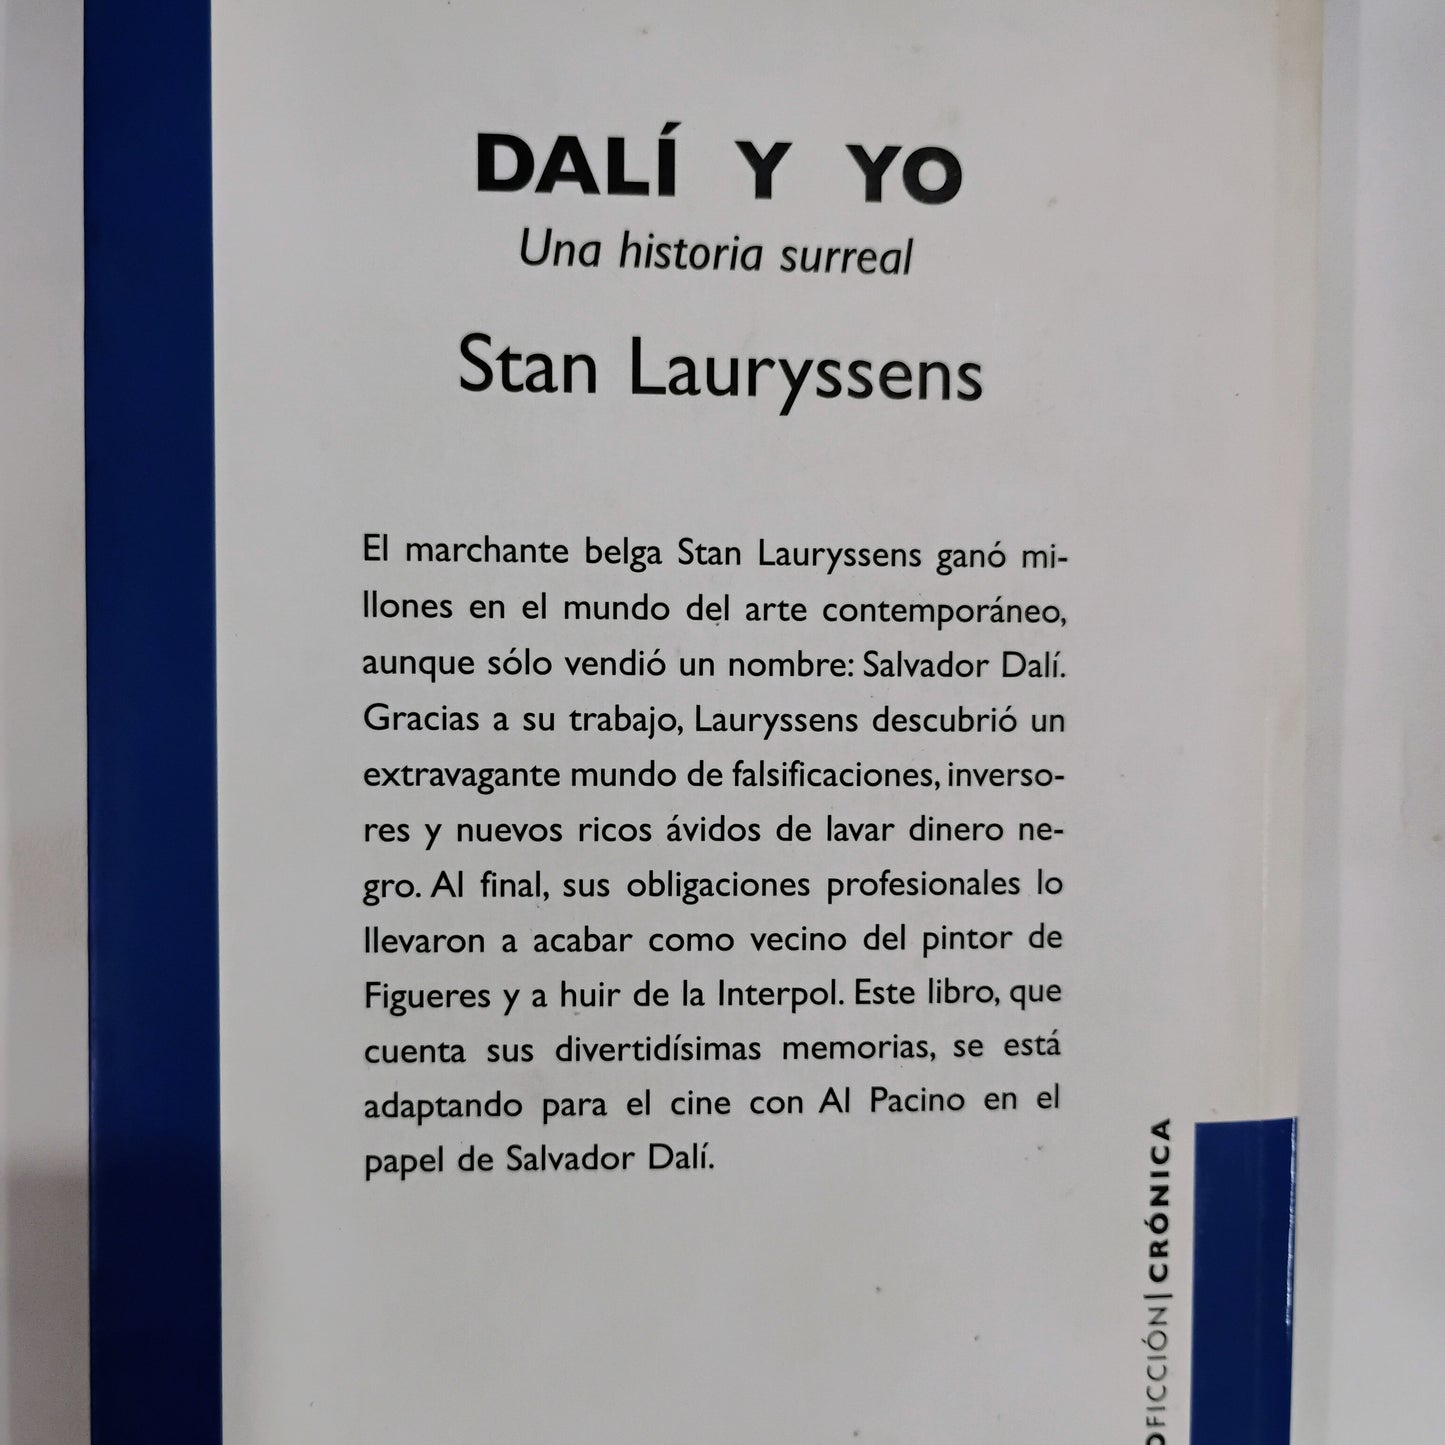 DALÍ Y YO
Una historia surreal
Stan Lauryssens
El marchante belga Stan Lauryssens ganó mi-
llones en el mundo del arte contemporáneo,
aunque sólo vendió un nombre: Salvador Dalí.
Gracias a su trabajo, Lauryssens descubrió un
extravagante mundo de falsificaciones, inverso-
res y nuevos ricos ávidos de lavar dinero ne-
gro. Al final, sus obligaciones profesionales lo
llevaron a acabar como vecino del pintor de
Figueres y a huir de la Interpol. Este libro, que
cuenta sus divertidísimas memorias, se está
adaptando para el cine con Al Pacino en el
papel de Salvador Dalí.
OFICCIÓN | CRÓNICA